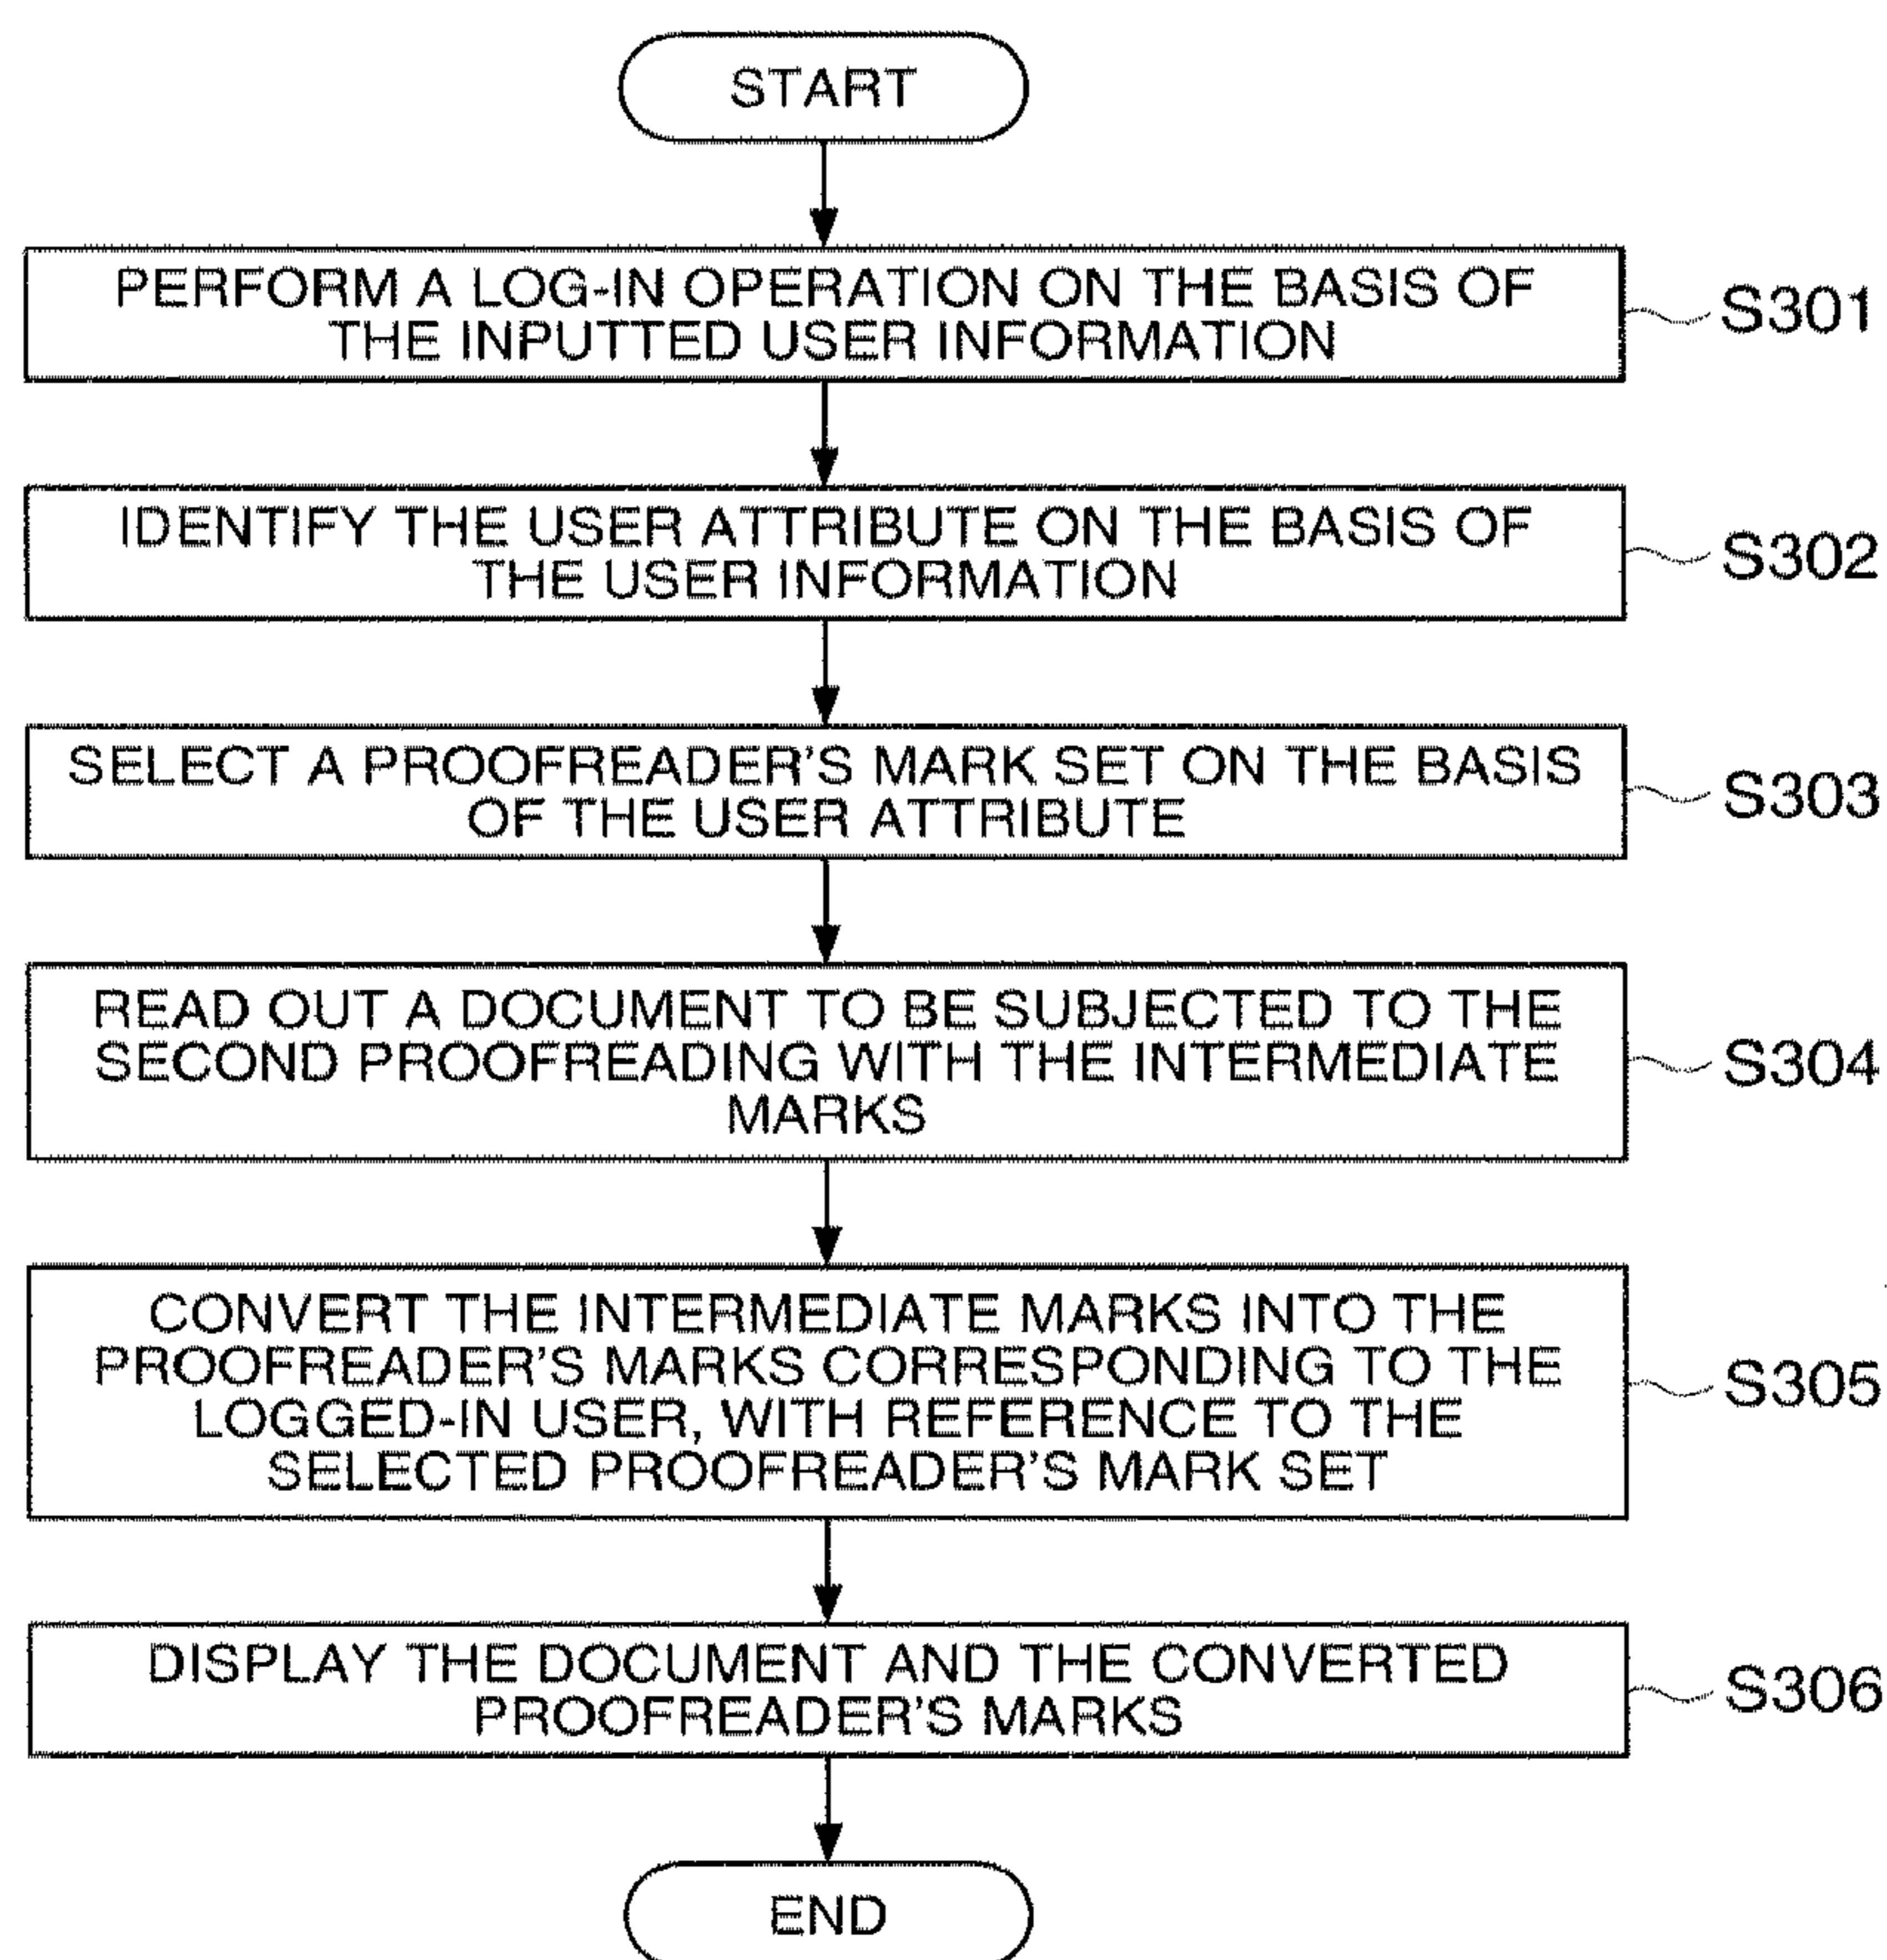 START
PERFORM A LOG-IN OPERATION ON THE BASIS OF
THE INPUTTED USER INFORMATION
S301
IDENTIFY THE USER ATTRIBUTE ON THE BASIS OF
THE USER INFORMATION
S302
SELECT A PROOFREADER'S MARK SET ON THE BASIS
OF THE USER ATTRIBUTE
S303
READ OUT A DOCUMENT TO BE SUBJECTED TO THE
SECOND PROOFREADING WITH THE INTERMEDIATE
MARKS
S304
CONVERT THE INTERMEDIATE MARKS INTO THE
PROOFREADER'S MARKS CORRESPONDING TO THE
LOGGED-IN USER, WITH REFERENCE TO THE
SELECTED PROOFREADER'S MARK SET
S305
DISPLAY THE DOCUMENT AND THE CONVERTED
PROOFREADER'S MARKS
S306
END